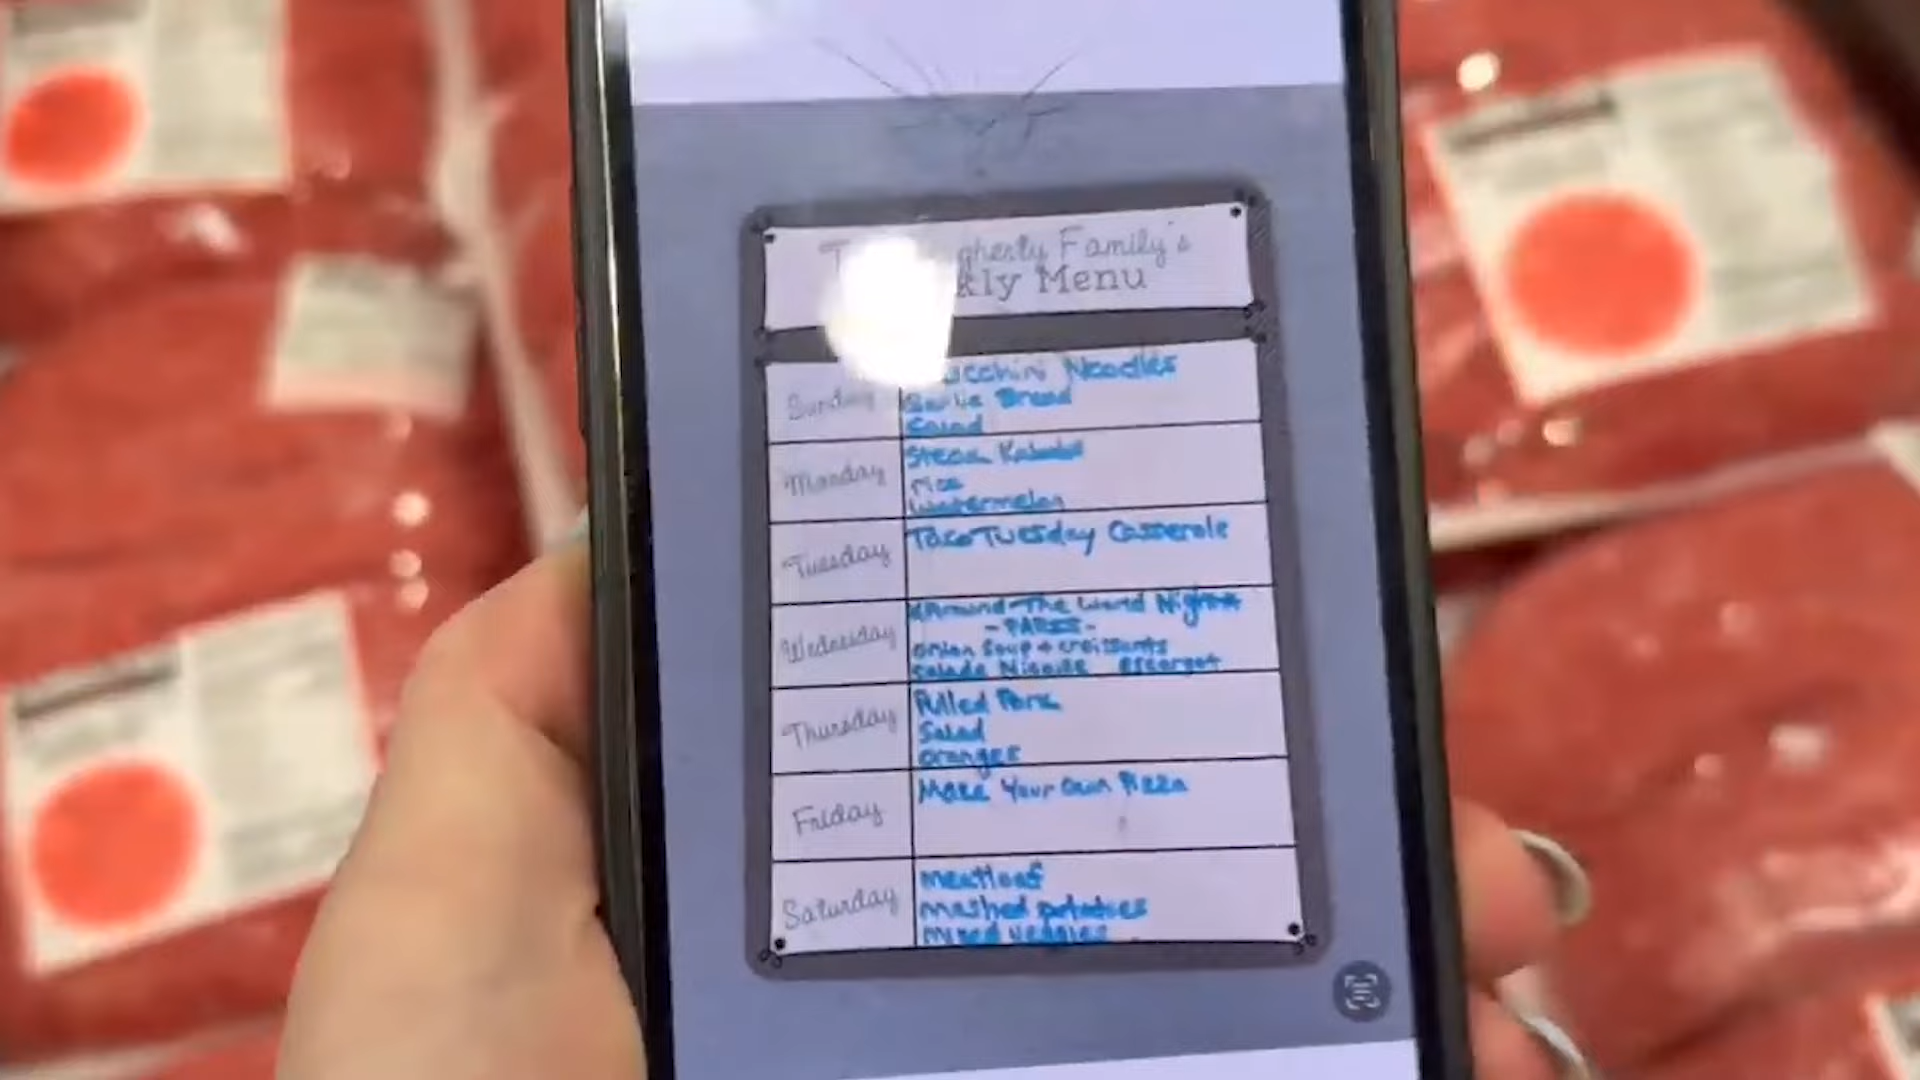 Family's
Menu
Sunday
Noodles
Garlic Bread
Salad
Monday
Steak Kabobs
rice
Watermelon
Tuesday
Taco Tuesday Casserole
Wednesday
Around The World Night
- PARIS -
onion Soup + croissants
Salade Nicoise escargot
Thursday
Pulled Pork
Salad
oranges
Friday
Make Your Own Pizza
Saturday
meatloaf
mashed potatoes
mixed veggies